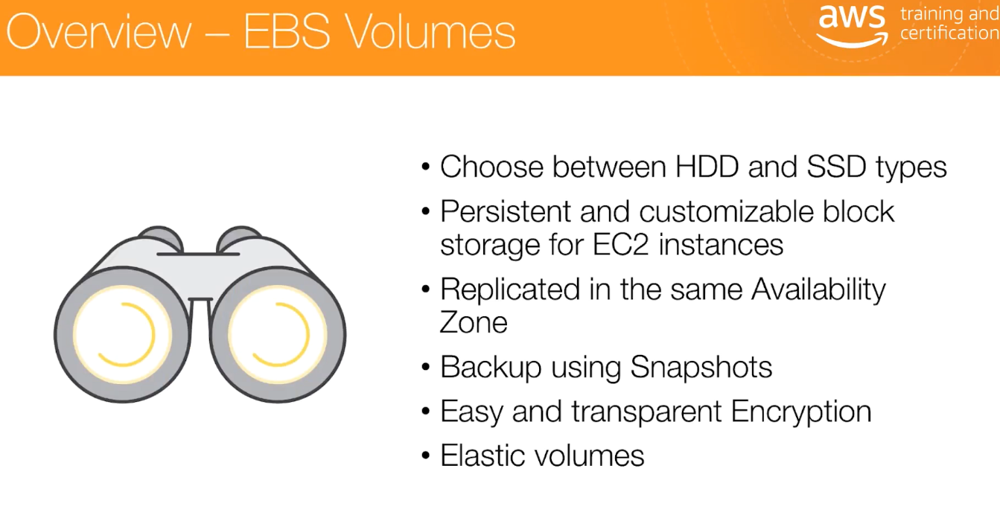 Overview – EBS Volumes
aws training and
certification
• Choose between HDD and SSD types
• Persistent and customizable block
storage for EC2 instances
• Replicated in the same Availability
Zone
• Backup using Snapshots
• Easy and transparent Encryption
• Elastic volumes